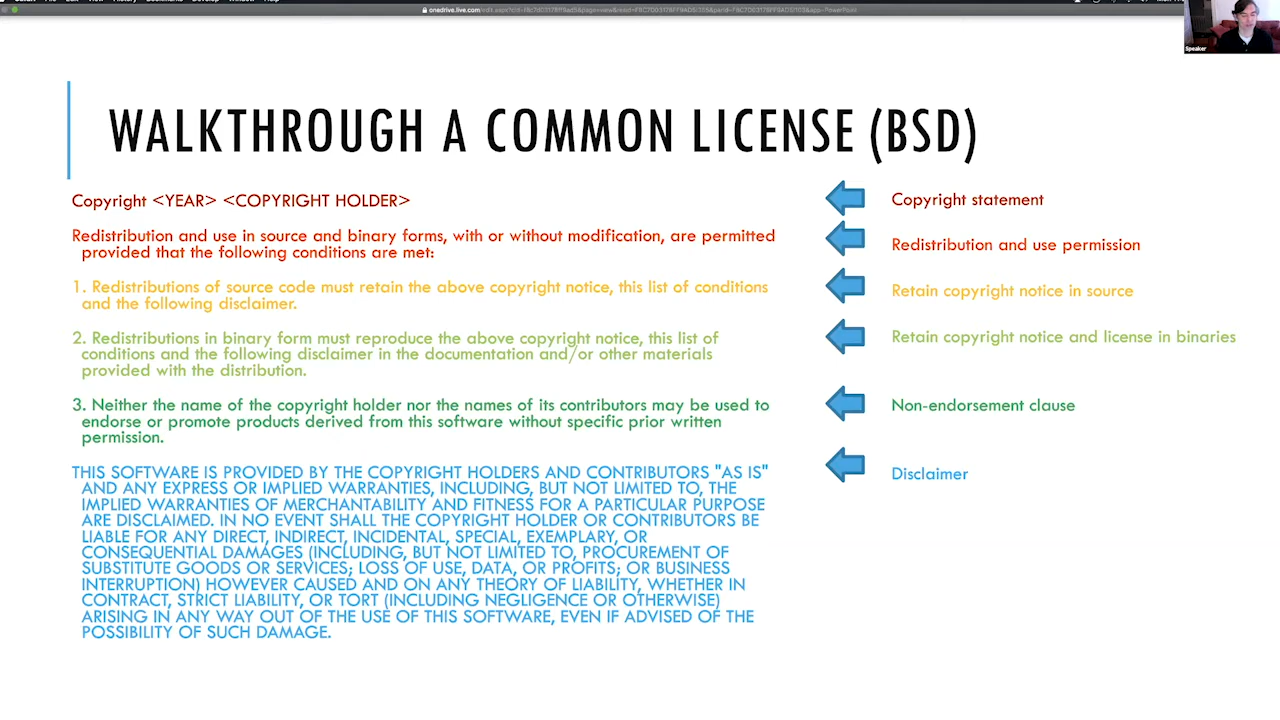 onedrive.live.com
Speaker
WALKTHROUGH A COMMON LICENSE (BSD)
Copyright <YEAR> <COPYRIGHT HOLDER>
Copyright statement
Redistribution and use in source and binary forms, with or without modification, are permitted
provided that the following conditions are met:
Redistribution and use permission
1. Redistributions of source code must retain the above copyright notice, this list of conditions
and the following disclaimer.
Retain copyright notice in source
2. Redistributions in binary form must reproduce the above copyright notice, this list of
conditions and the following disclaimer in the documentation and/or other materials
provided with the distribution.
Retain copyright notice and license in binaries
3. Neither the name of the copyright holder nor the names of its contributors may be used to
endorse or promote products derived from this software without specific prior written
permission.
Non-endorsement clause
THIS SOFTWARE IS PROVIDED BY THE COPYRIGHT HOLDERS AND CONTRIBUTORS "AS IS"
AND ANY EXPRESS OR IMPLIED WARRANTIES, INCLUDING, BUT NOT LIMITED TO, THE
IMPLIED WARRANTIES OF MERCHANTABILITY AND FITNESS FOR A PARTICULAR PURPOSE
ARE DISCLAIMED. IN NO EVENT SHALL THE COPYRIGHT HOLDER OR CONTRIBUTORS BE
LIABLE FOR ANY DIRECT, INDIRECT, INCIDENTAL, SPECIAL, EXEMPLARY, OR
CONSEQUENTIAL DAMAGES (INCLUDING, BUT NOT LIMITED TO, PROCUREMENT OF
SUBSTITUTE GOODS OR SERVICES; LOSS OF USE, DATA, OR PROFITS; OR BUSINESS
INTERRUPTION) HOWEVER CAUSED AND ON ANY THEORY OF LIABILITY, WHETHER IN
CONTRACT, STRICT LIABILITY, OR TORT (INCLUDING NEGLIGENCE OR OTHERWISE)
ARISING IN ANY WAY OUT OF THE USE OF THIS SOFTWARE, EVEN IF ADVISED OF THE
POSSIBILITY OF SUCH DAMAGE.
Disclaimer